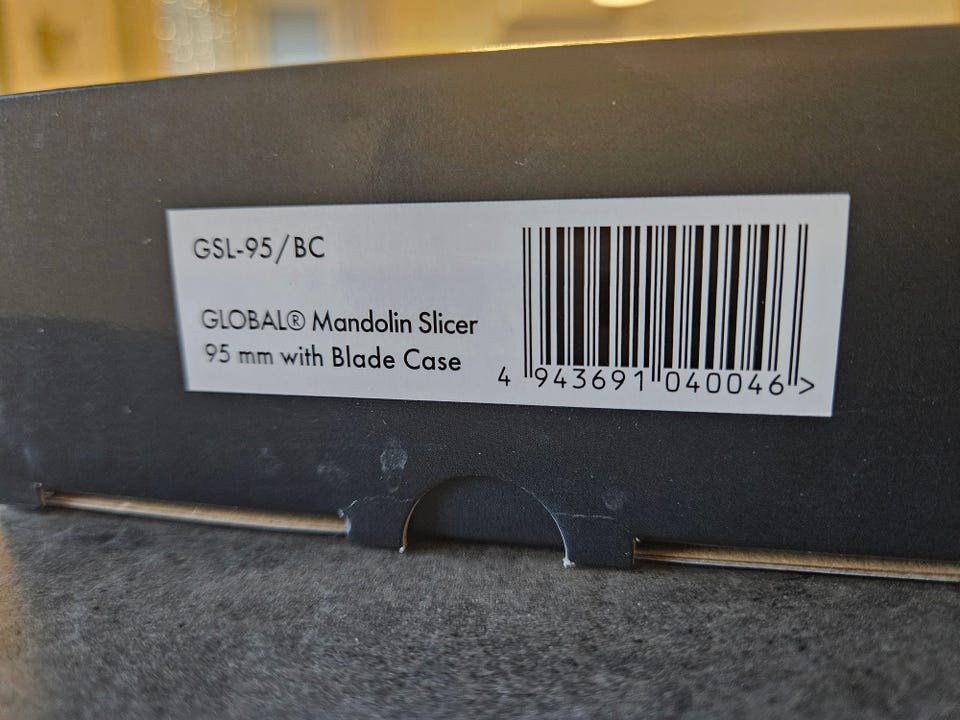 GSL-95/BC
GLOBAL® Mandolin Slicer
95 mm with Blade Case
4 943691 040046 >